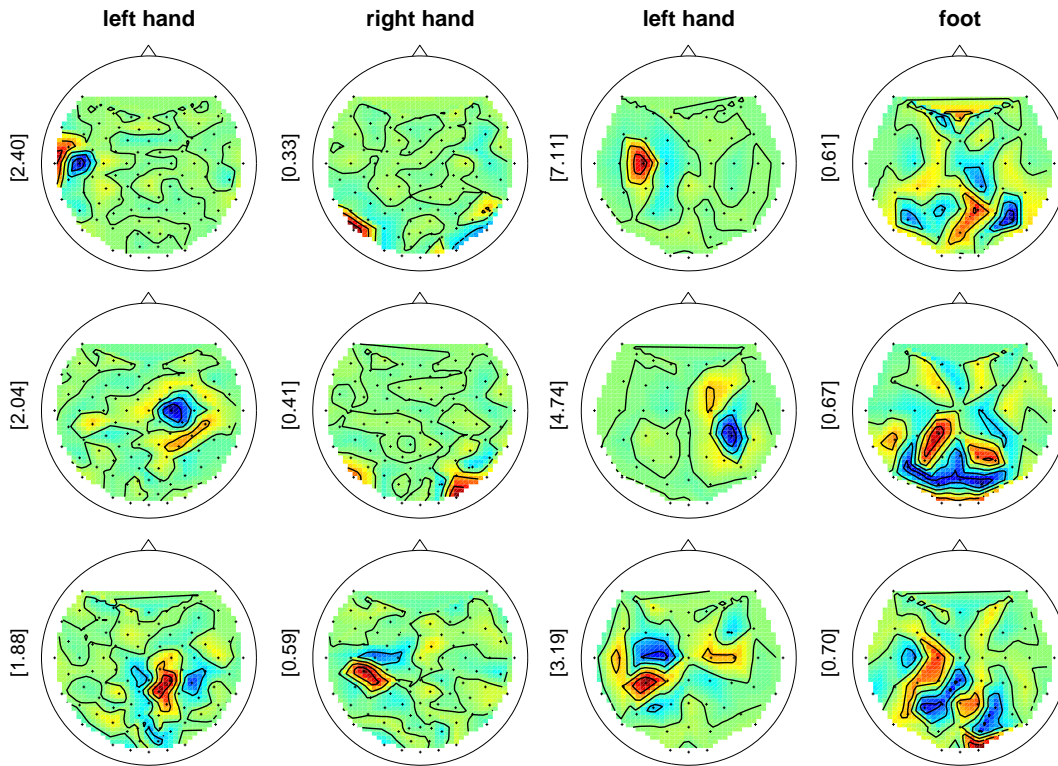 left hand right hand left hand foot
[2.40] [0.33] [7.11] [0.61]
[2.04] [0.41] [4.74] [0.67]
[1.88] [0.59] [3.19] [0.70]